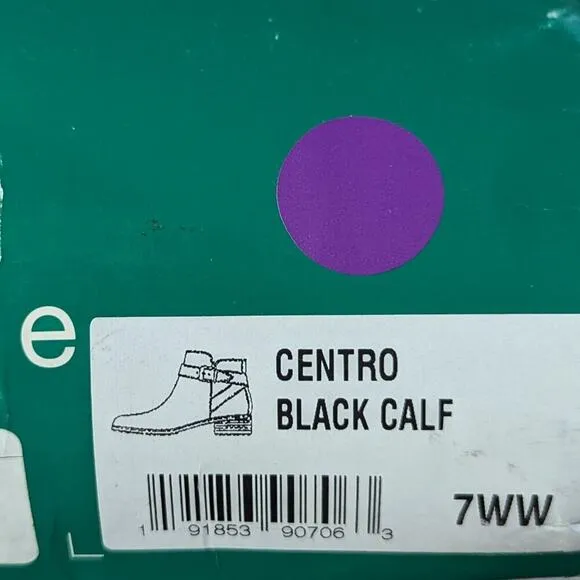 e
CENTRO
BLACK CALF
1 91853 90706 3
7WW